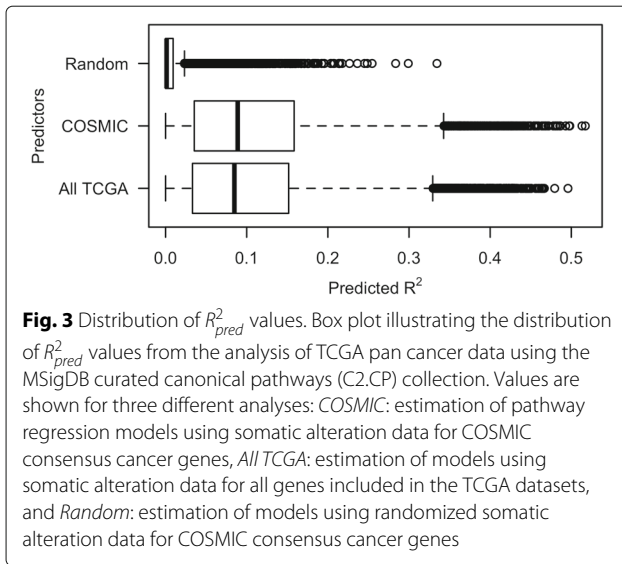 Predictors
Random
COSMIC
All TCGA
0.0 0.1 0.2 0.3 0.4 0.5
Predicted R²
Fig. 3 Distribution of R²pred values. Box plot illustrating the distribution
of R²pred values from the analysis of TCGA pan cancer data using the
MSigDB curated canonical pathways (C2.CP) collection. Values are
shown for three different analyses: COSMIC: estimation of pathway
regression models using somatic alteration data for COSMIC
consensus cancer genes, All TCGA: estimation of models using
somatic alteration data for all genes included in the TCGA datasets,
and Random: estimation of models using randomized somatic
alteration data for COSMIC consensus cancer genes